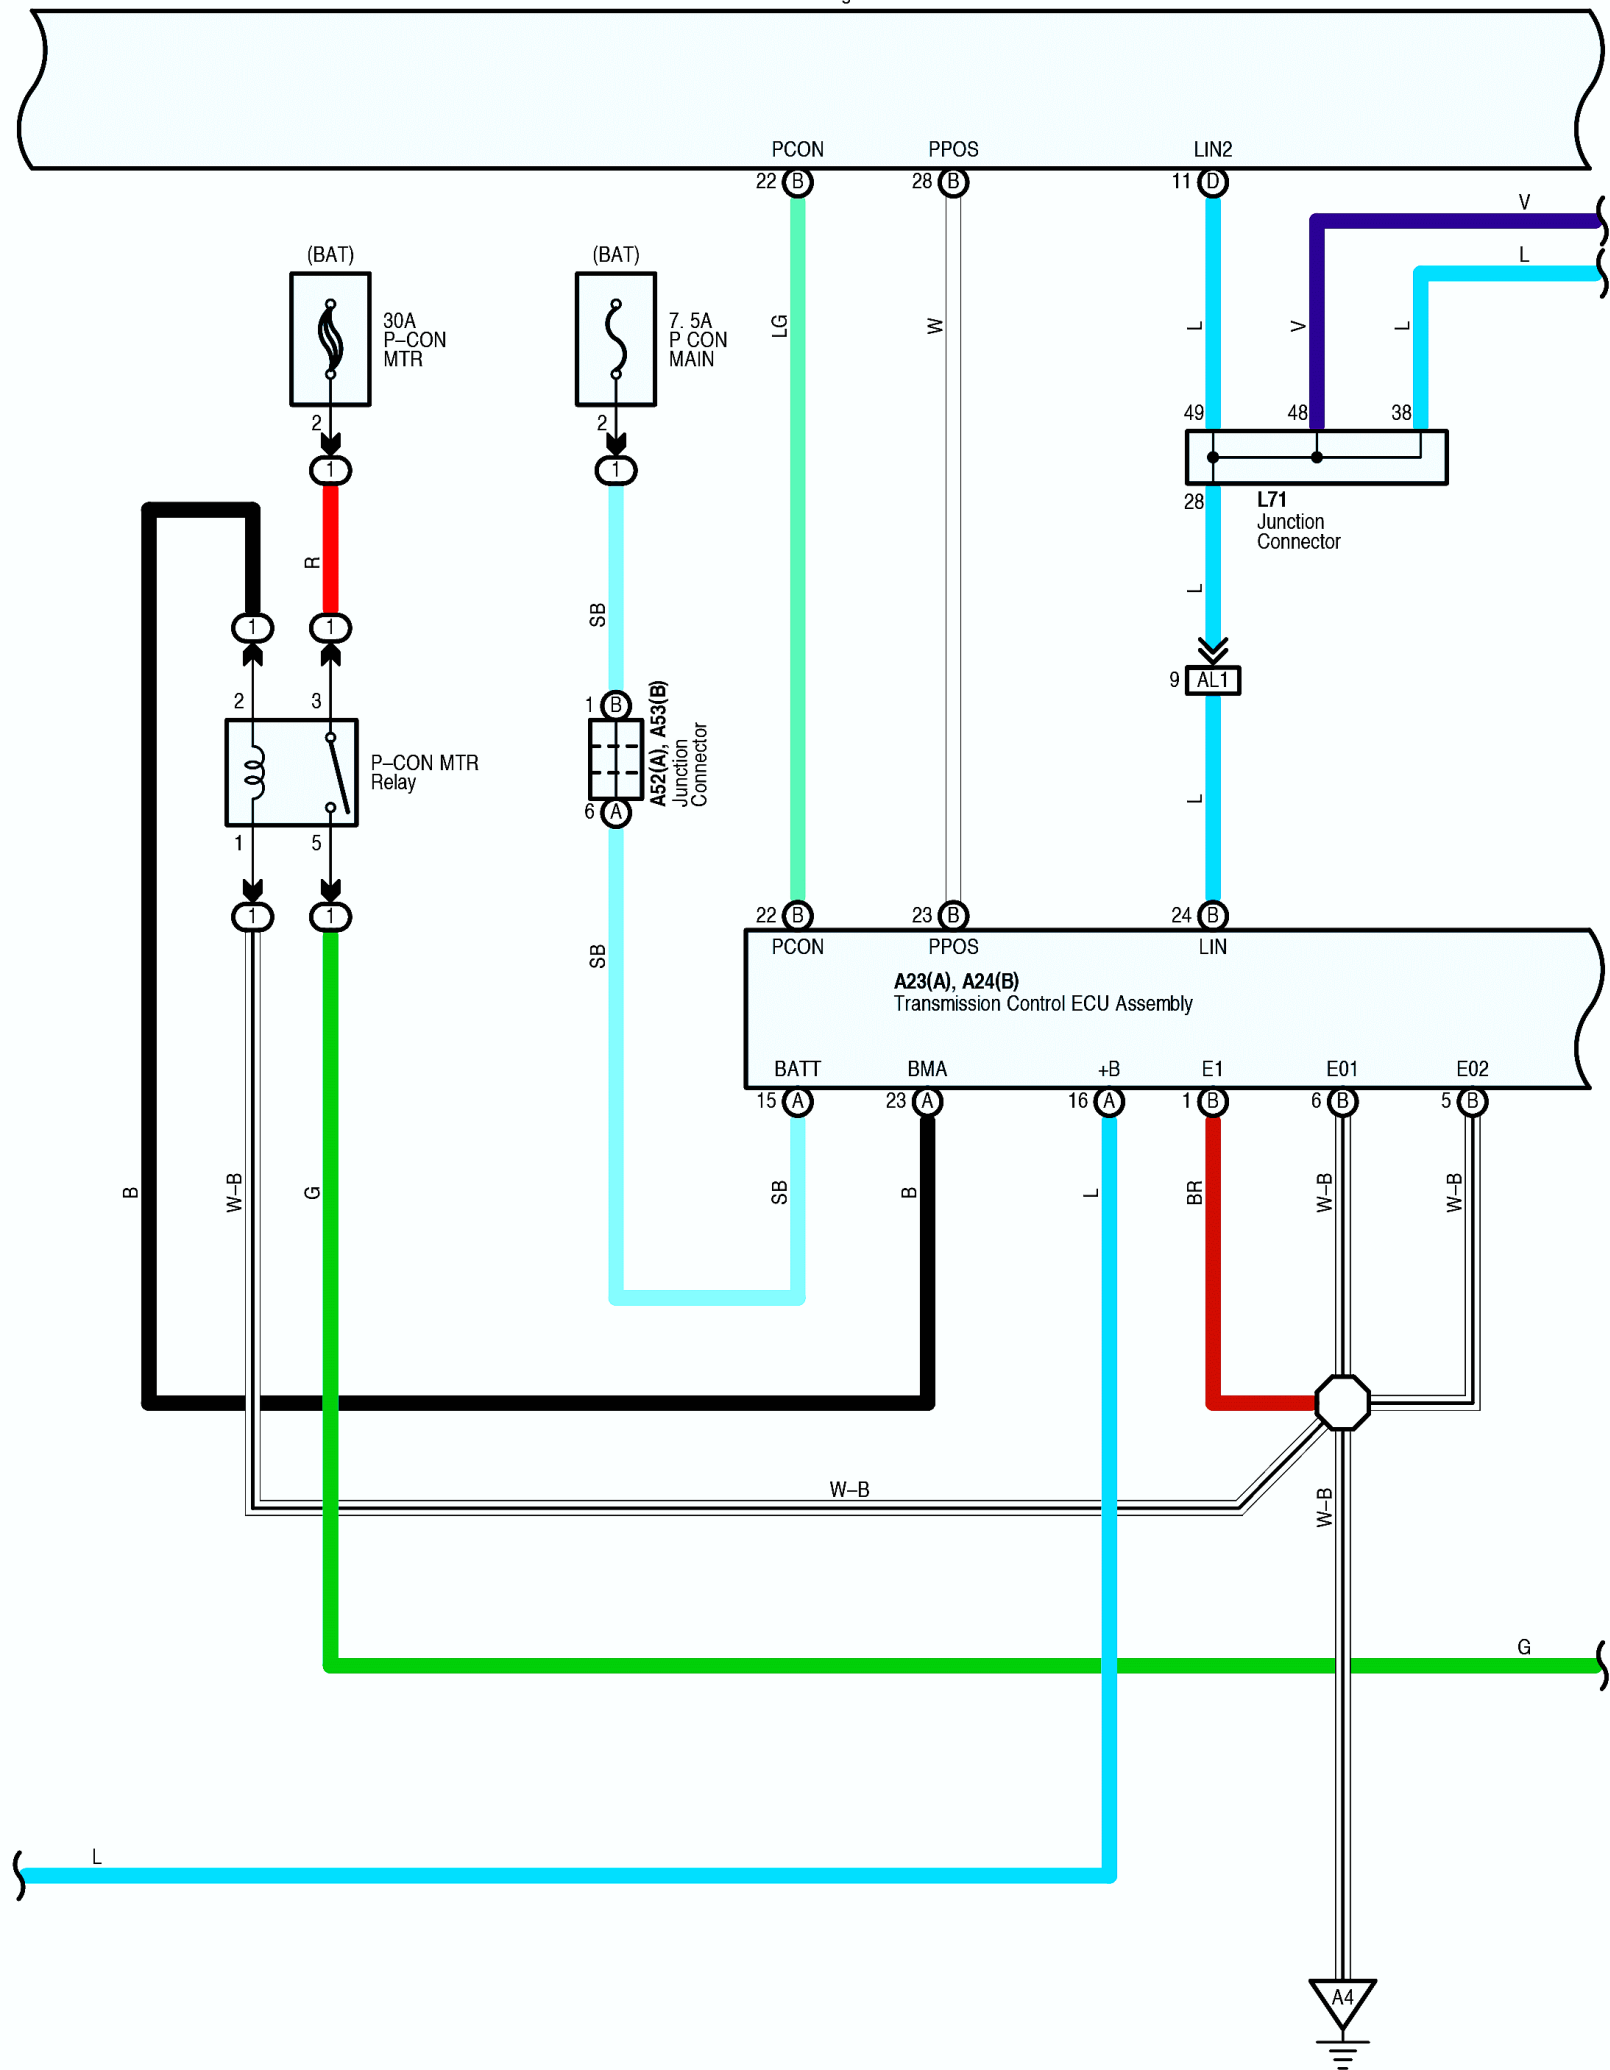 PCON PPOS LIN2
22 B 28 B 11 D
V
(BAT) (BAT) L
30A
P–CON
MTR
7. 5A
P CON
MAIN
LG W L V L
2 2 49 48 38
1 1
28 L71
Junction
Connector
R SB L
1 1
9 AL1
2 3 1 B
A52(A), A53(B)
Junction
Connector
P–CON MTR
Relay
L
6 A
1 5
1 1 22 B 23 B 24 B
SB PCON PPOS LIN
A23(A), A24(B)
Transmission Control ECU Assembly
BATT BMA +B E1 E01 E02
15 A 23 A 16 A 1 B 6 B 5 B
B W–B G SB B L BR W–B W–B
W–B
W–B
G
L
A4